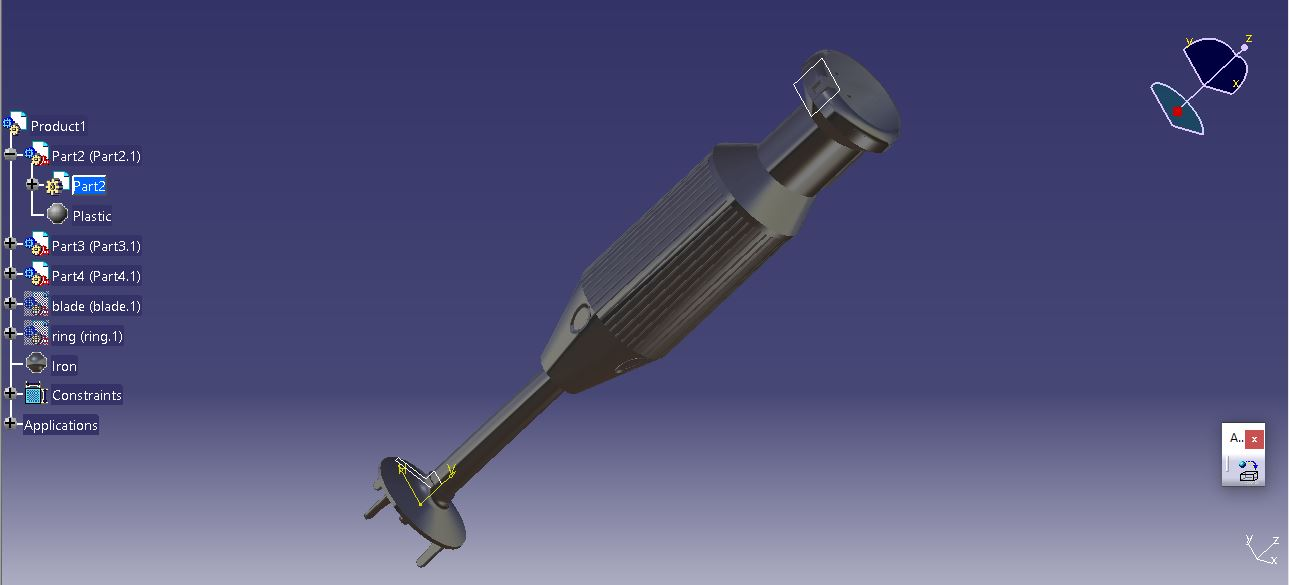 Product1
Part2 (Part2.1)
Part2
Plastic
Part3 (Part3.1)
Part4 (Part4.1)
blade (blade.1)
ring (ring.1)
Iron
Constraints
Applications
y
z
x
A.. x
y
z
x